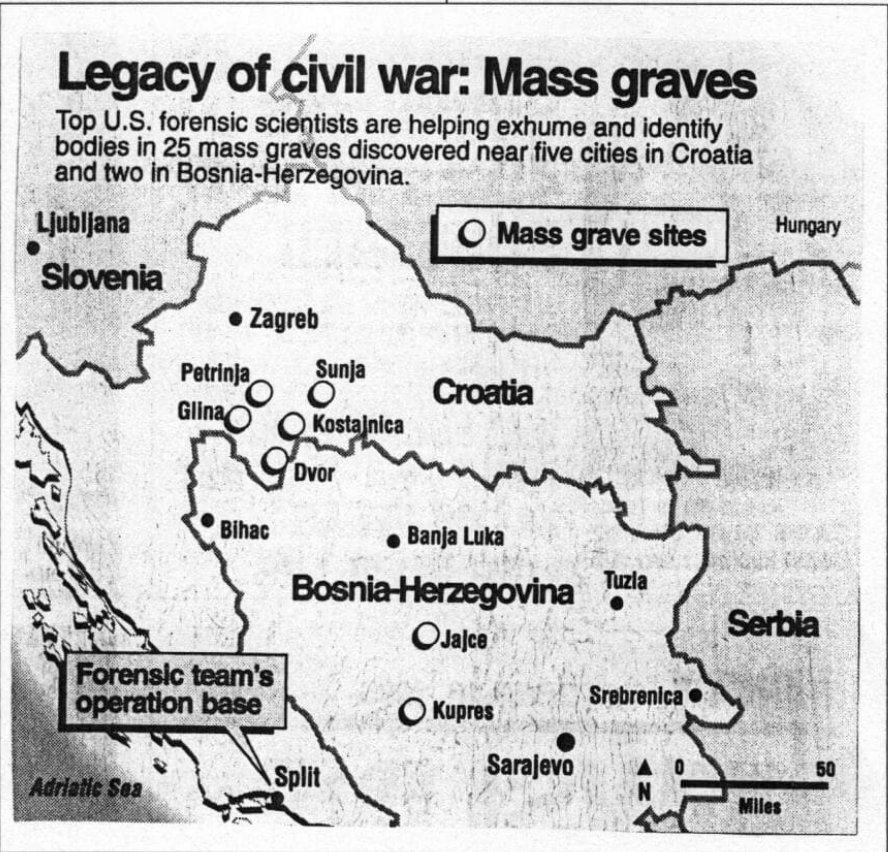 Legacy of civil war: Mass graves
Top U.S. forensic scientists are helping exhume and identify
bodies in 25 mass graves discovered near five cities in Croatia
and two in Bosnia-Herzegovina.
Ljubljana
Slovenia
Mass grave sites
Hungary
Zagreb
Petrinja
Sunja
Croatia
Glina
Kostajnica
Dvor
Bihac
Banja Luka
Bosnia-Herzegovina
Tuzla
Serbia
Jajce
Forensic team's
operation base
Srebrenica
Kupres
Sarajevo
Split
Adriatic Sea
N
0 50
Miles